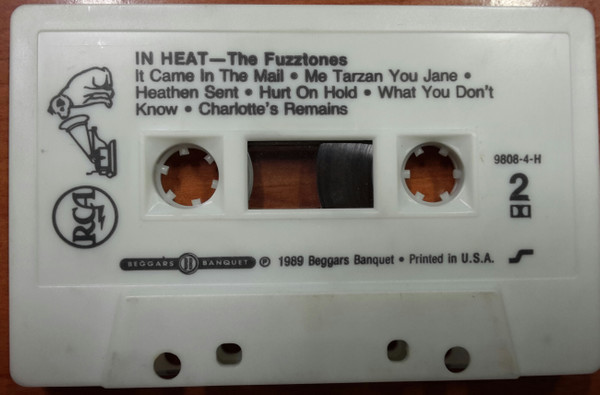 IN HEAT—The Fuzztones
It Came In The Mail • Me Tarzan You Jane •
Heathen Sent • Hurt On Hold • What You Don't
Know • Charlotte's Remains
9808-4-H
2
RCA
BEGGARS BANQUET ℗ 1989 Beggars Banquet • Printed in U.S.A.